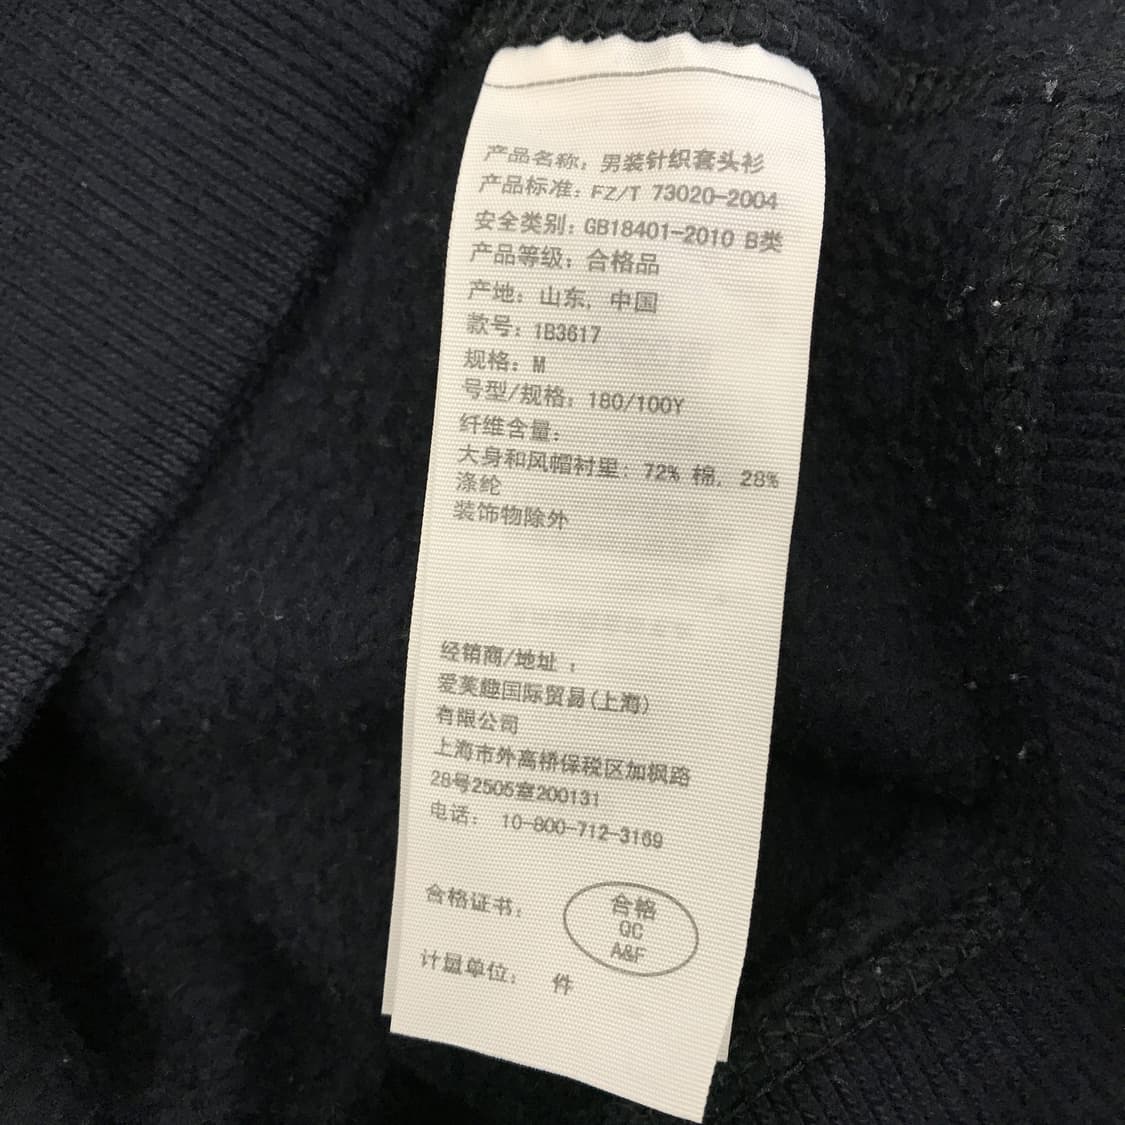 产品名称: 男装针织套头衫
产品标准: FZ/T 73020-2004
安全类别: GB18401-2010 B类
产品等级: 合格品
产地: 山东, 中国
款号: 1B3617
规格: M
号型/规格: 180/100Y
纤维含量:
大身和风帽衬里: 72% 棉, 28%
涤纶
装饰物除外
经销商/地址 :
爱芙趣国际贸易(上海)
有限公司
上海市外高桥保税区加枫路
28号2505室200131
电话: 10-800-712-3169
合格证书:
合格
QC
A&F
计量单位: 件